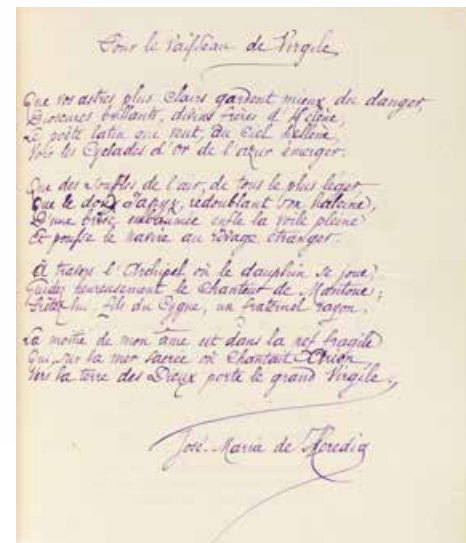 Pour le Vaisseau de Virgile
Que vos astres plus clairs gardent mieux du danger,
Dioscures brillants, divins frères d'Hélène,
Le poète latin qui veut, au Ciel Hellène,
Voir les Cyclades d'or de l'azur émerger.
Que des Souffles de l'air, de tous le plus léger,
Que le doux Iapyx, redoublant son haleine,
D'une brise embaumée enfle la voile pleine
Et pousse le navire au rivage étranger.
À travers l'Archipel où le dauphin se joue,
Guidez heureusement le Chanteur de Mantoue;
Prêtez-lui, fils du Cygne, un fraternel rayon.
La moitié de mon âme est dans la nef fragile
Qui, sur la mer sacrée où chantait Arion,
Vers la terre des Dieux porte le grand Virgile.
José-Maria de Heredia